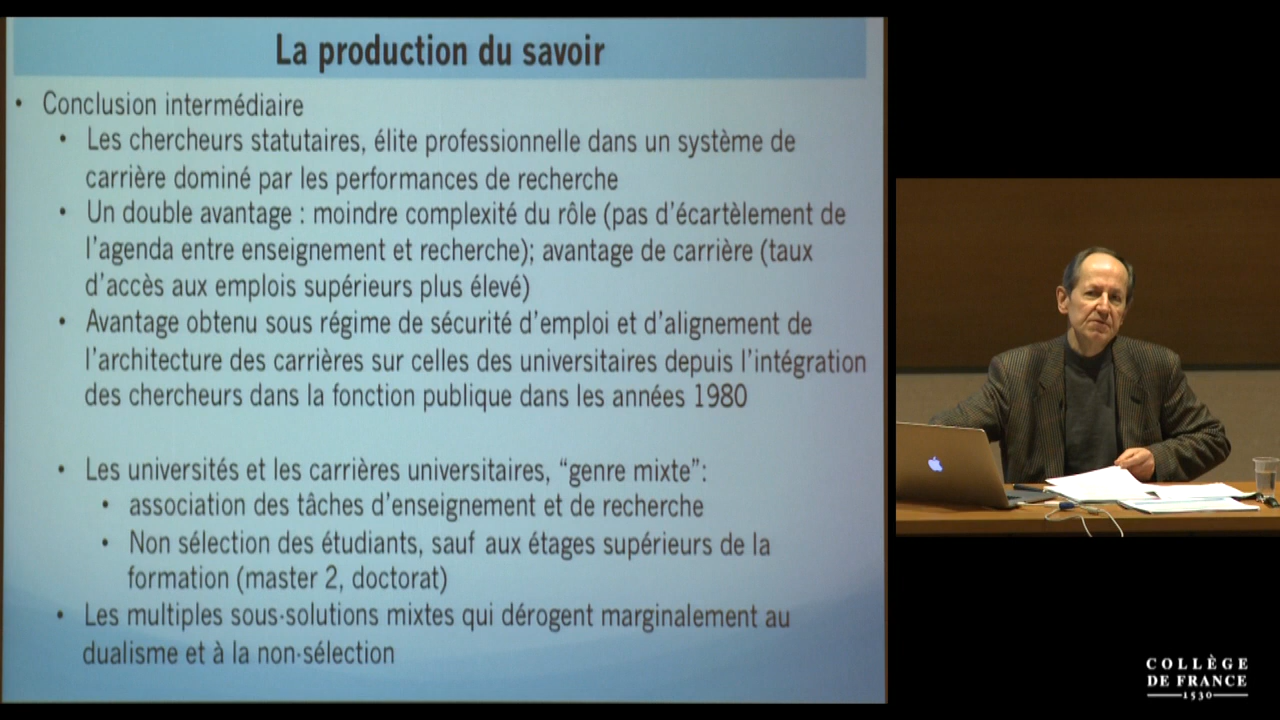 La production du savoir
• Conclusion intermédiaire
• Les chercheurs statutaires, élite professionnelle dans un système de
carrière dominé par les performances de recherche
• Un double avantage : moindre complexité du rôle (pas d'écartèlement de
l'agenda entre enseignement et recherche); avantage de carrière (taux
d'accès aux emplois supérieurs plus élevé)
• Avantage obtenu sous régime de sécurité d'emploi et d'alignement de
l'architecture des carrières sur celles des universitaires depuis l'intégration
des chercheurs dans la fonction publique dans les années 1980
• Les universités et les carrières universitaires, “genre mixte”:
• association des tâches d'enseignement et de recherche
• Non sélection des étudiants, sauf aux étages supérieurs de la
formation (master 2, doctorat)
• Les multiples sous-solutions mixtes qui dérogent marginalement au
dualisme et à la non-sélection
COLLÈGE
DE FRANCE
1530